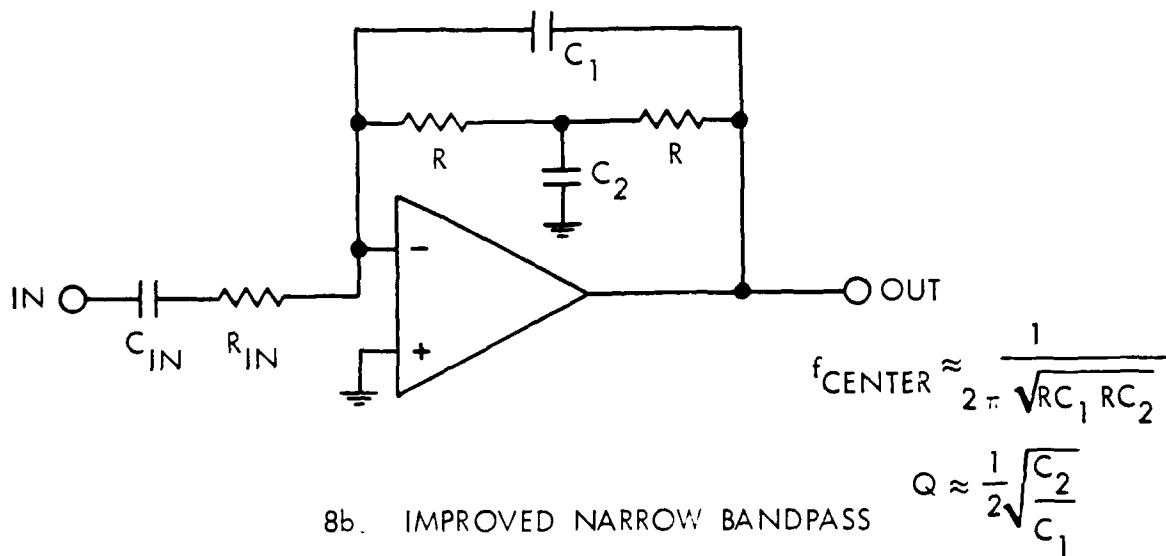 C1
R
R
C2
−
IN
OUT
CIN
RIN
+
fCENTER ≈ 1 / 2π √RC1 RC2
Q ≈ 1/2 √C2/C1
8b. IMPROVED NARROW BANDPASS